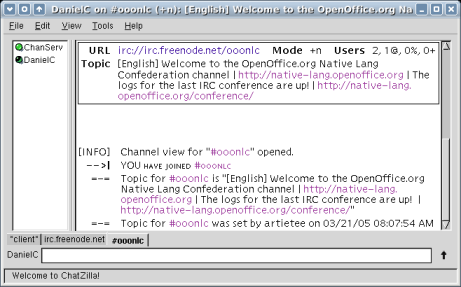 DanielC on #ooonlc (+n): [English] Welcome to the OpenOffice.org Na
File Edit View Tools Help
ChanServ
DanielC
URL irc://irc.freenode.net/ooonlc Mode +n Users 2, 1@, 0%, 0+
Topic [English] Welcome to the OpenOffice.org Native Lang
Confederation channel | http://native-lang.openoffice.org | The
logs for the last IRC conference are up! | http://native-lang.
openoffice.org/conference/
[INFO] Channel view for "#ooonlc" opened.
-->| YOU HAVE JOINED #OOONLC
=-= Topic for #ooonlc is "[English] Welcome to the OpenOffice.org
Native Lang Confederation channel | http://native-lang.
openoffice.org | The logs for the last IRC conference are up! |
http://native-lang.openoffice.org/conference/"
=-= Topic for #ooonlc was set by artietee on 03/21/05 08:07:54 AM
"client" irc.freenode.net #ooonlc
DanielC
Welcome to ChatZilla!